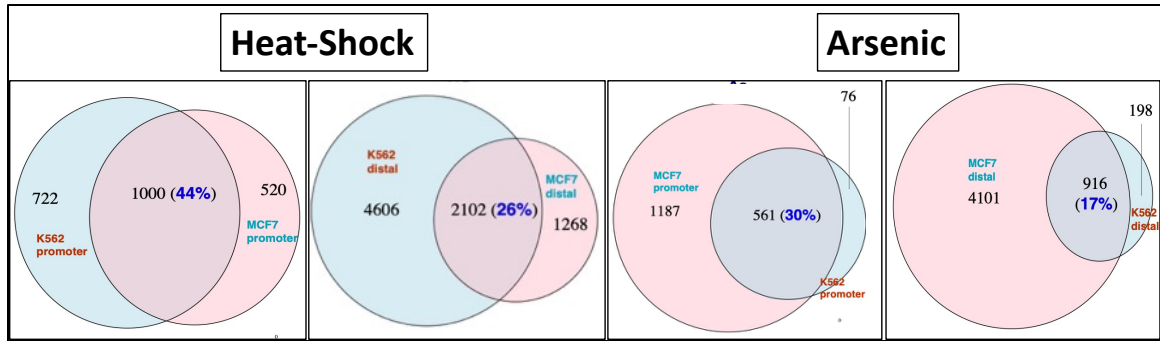 Heat-Shock
Arsenic
722
1000 (44%)
520
K562
promoter
MCF7
promoter
K562
distal
4606
2102 (26%)
MCF7
distal
1268
76
MCF7
promoter
1187
561 (30%)
K562
promoter
198
MCF7
distal
4101
916
(17%)
K562
distal